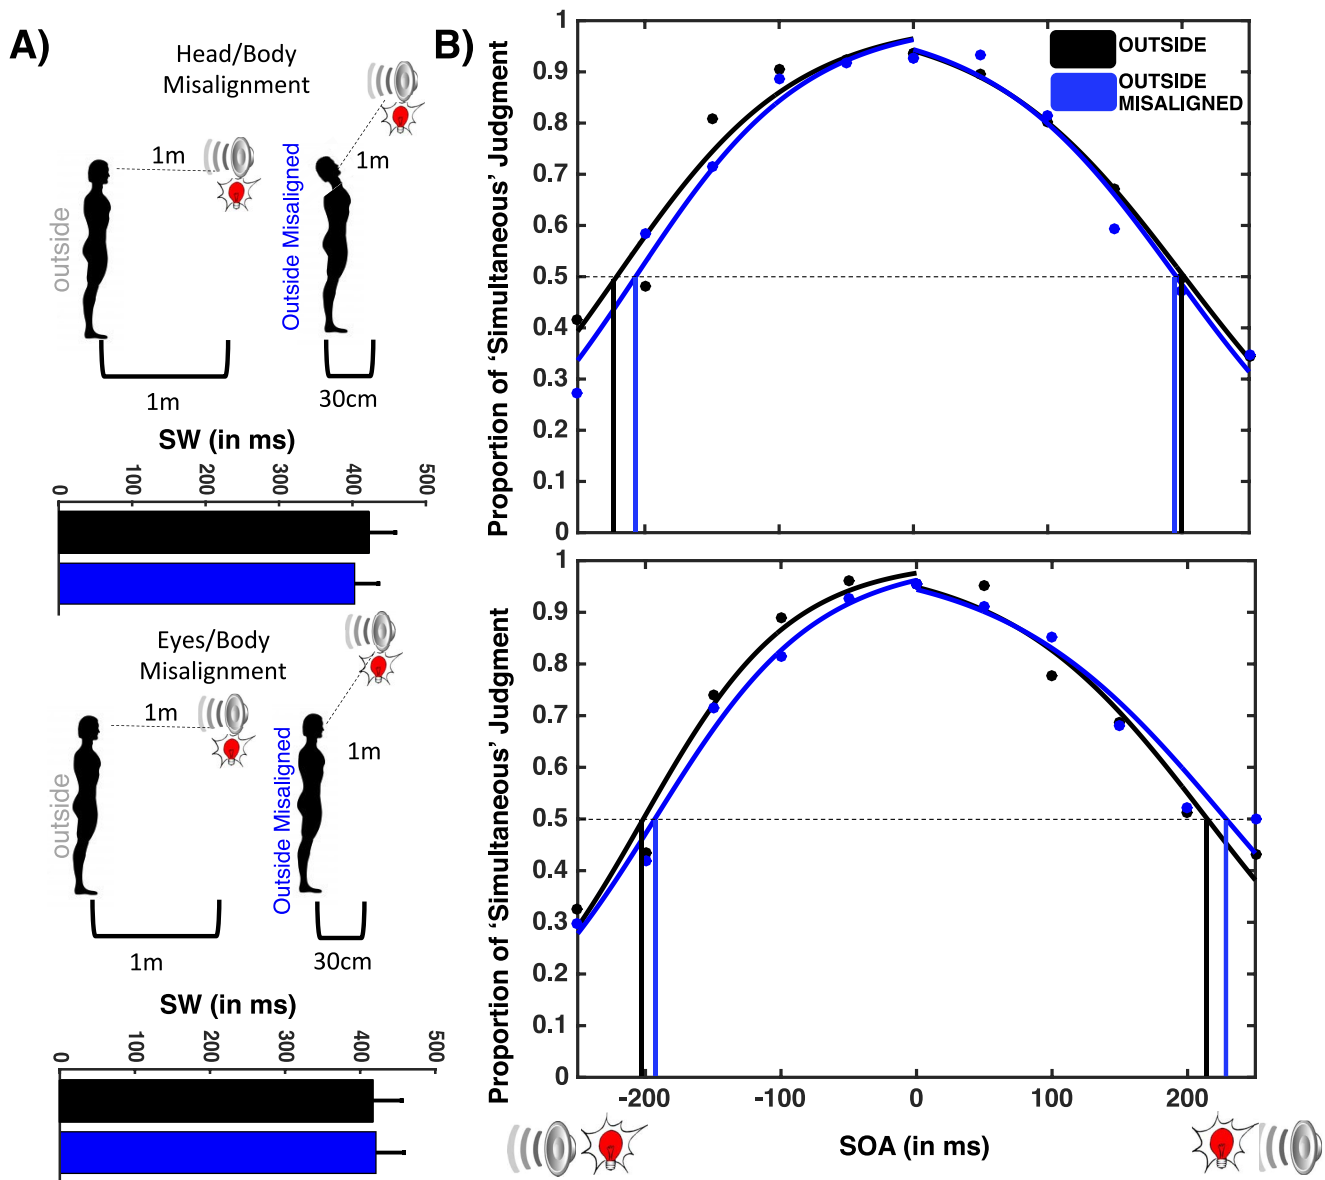 A)
Head/Body
Misalignment
1m
1m
outside
Outside Misaligned
1m
30cm
SW (in ms)
0 100 200 300 400 500
Eyes/Body
Misalignment
1m
1m
outside
Outside Misaligned
1m
30cm
SW (in ms)
0 100 200 300 400 500
B)
OUTSIDE
OUTSIDE
MISALIGNED
Proportion of ‘Simultaneous’ Judgment
1
0.9
0.8
0.7
0.6
0.5
0.4
0.3
0.2
0.1
0
Proportion of ‘Simultaneous’ Judgment
1
0.9
0.8
0.7
0.6
0.5
0.4
0.3
0.2
0.1
0
-200 -100 0 100 200
SOA (in ms)